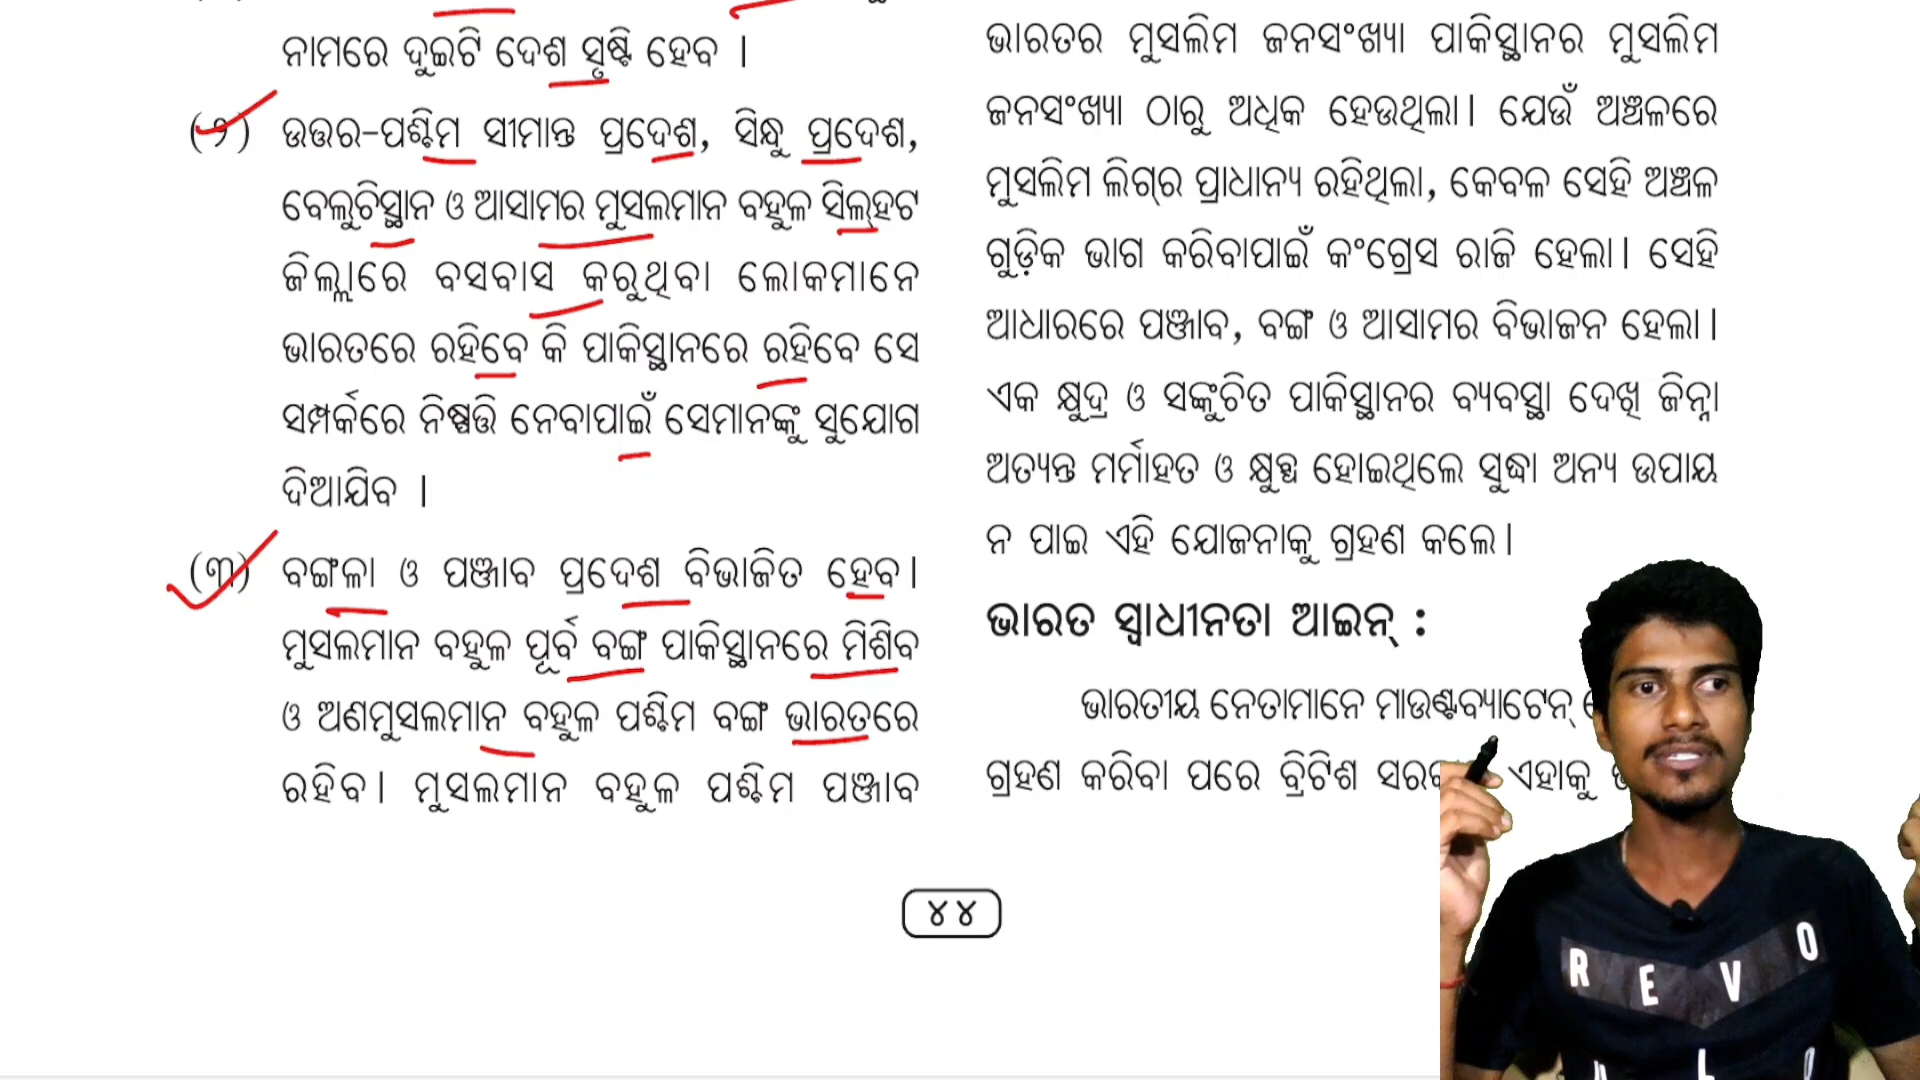 ନାମରେ ଦୁଇଟି ଦେଶ ସୃଷ୍ଟି ହେବ ।
(୨) ଉତ୍ତର-ପଶ୍ଚିମ ସୀମାନ୍ତ ପ୍ରଦେଶ, ସିନ୍ଧୁ ପ୍ରଦେଶ,
ବେଲୁଚିସ୍ଥାନ ଓ ଆସାମର ମୁସଲମାନ ବହୁଳ ସିଲ୍‌ହଟ
ଜିଲ୍ଲାରେ ବସବାସ କରୁଥିବା ଲୋକମାନେ
ଭାରତରେ ରହିବେ କି ପାକିସ୍ଥାନରେ ରହିବେ ସେ
ସମ୍ପର୍କରେ ନିଷ୍ପତ୍ତି ନେବାପାଇଁ ସେମାନଙ୍କୁ ସୁଯୋଗ
ଦିଆଯିବ ।
(୩) ବଙ୍ଗଳା ଓ ପଞ୍ଜାବ ପ୍ରଦେଶ ବିଭାଜିତ ହେବ।
ମୁସଲମାନ ବହୁଳ ପୂର୍ବ ବଙ୍ଗ ପାକିସ୍ଥାନରେ ମିଶିବ
ଓ ଅଣମୁସଲମାନ ବହୁଳ ପଶ୍ଚିମ ବଙ୍ଗ ଭାରତରେ
ରହିବ। ମୁସଲମାନ ବହୁଳ ପଶ୍ଚିମ ପଞ୍ଜାବ
ଭାରତର ମୁସଲିମ ଜନସଂଖ୍ୟା ପାକିସ୍ଥାନର ମୁସଲିମ
ଜନସଂଖ୍ୟା ଠାରୁ ଅଧିକ ହେଉଥିଲା। ଯେଉଁ ଅଞ୍ଚଳରେ
ମୁସଲିମ ଲିଗ୍‌ର ପ୍ରାଧାନ୍ୟ ରହିଥିଲା, କେବଳ ସେହି ଅଞ୍ଚଳ
ଗୁଡ଼ିକ ଭାଗ କରିବାପାଇଁ କଂଗ୍ରେସ ରାଜି ହେଲା। ସେହି
ଆଧାରରେ ପଞ୍ଜାବ, ବଙ୍ଗ ଓ ଆସାମର ବିଭାଜନ ହେଲା।
ଏକ କ୍ଷୁଦ୍ର ଓ ସଙ୍କୁଚିତ ପାକିସ୍ଥାନର ବ୍ୟବସ୍ଥା ଦେଖି ଜିନ୍ନା
ଅତ୍ୟନ୍ତ ମର୍ମାହତ ଓ କ୍ଷୁବ୍ଧ ହୋଇଥିଲେ ସୁଦ୍ଧା ଅନ୍ୟ ଉପାୟ
ନ ପାଇ ଏହି ଯୋଜନାକୁ ଗ୍ରହଣ କଲେ।
ଭାରତ ସ୍ୱାଧୀନତା ଆଇନ୍ :
ଭାରତୀୟ ନେତାମାନେ ମାଉଣ୍ଟବ୍ୟାଟେନ୍
ଗ୍ରହଣ କରିବା ପରେ ବ୍ରିଟିଶ ଏହାକୁ
୪୪
REVO